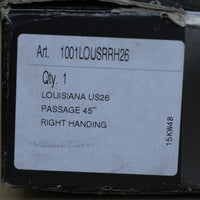 Art. 1001LOUSRRH26
Qty. 1
LOUISIANA US26
PASSAGE 45¨
RIGHT HANDING
15KW48